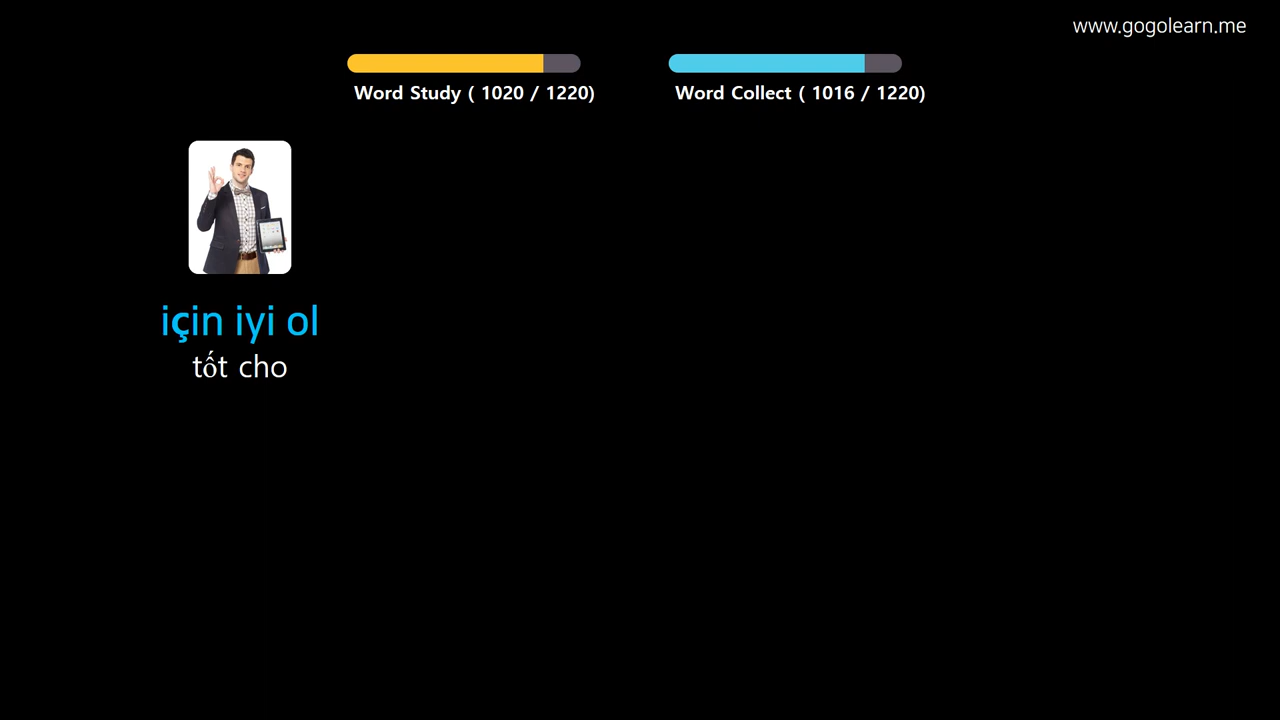 www.gogolearn.me
Word Study ( 1020 / 1220)
Word Collect ( 1016 / 1220)
için iyi ol
tốt cho